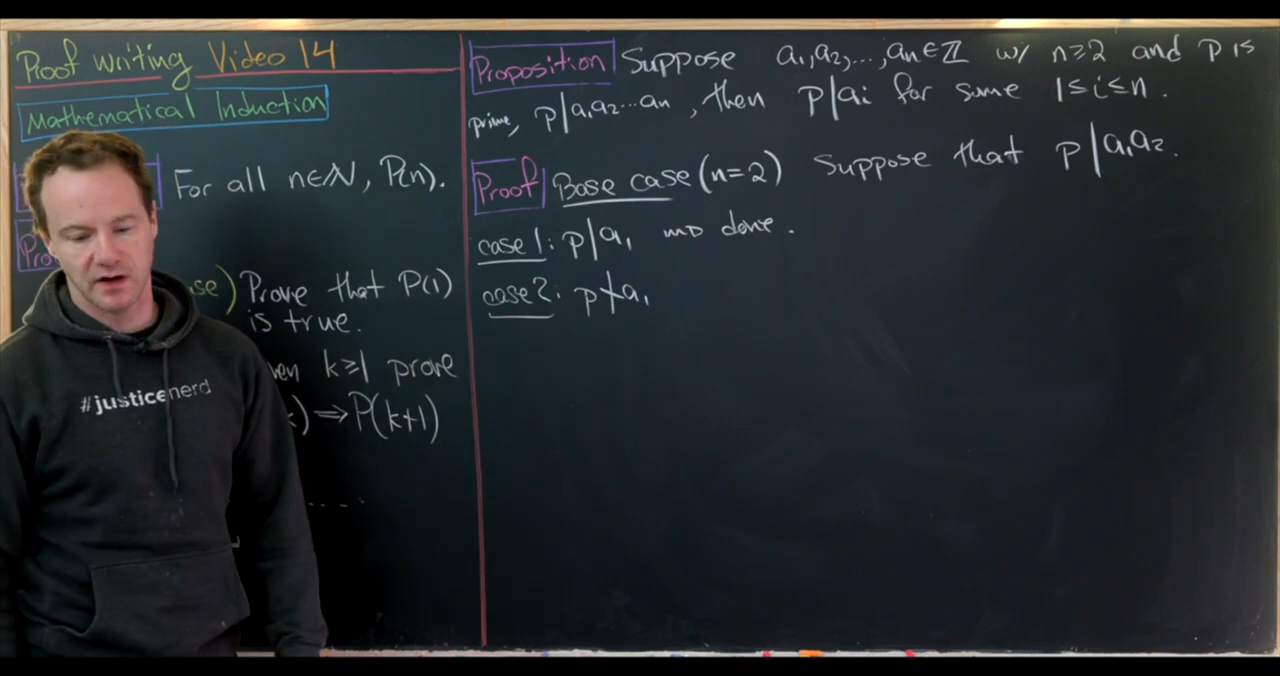 Proof Writing Video 14
Mathematical Induction
For all n∈ℕ, P(n).
se) Prove that P(1)
is true.
k≥1 prove
) ⟹ P(k+1)
#justicenerd
Proposition Suppose a₁,a₂,...,aₙ∈ℤ w/ n≥2 and p is
prime, p|a₁a₂...aₙ, then p|aᵢ for some 1≤i≤n.
Proof Base case (n=2) Suppose that p|a₁a₂.
case 1: p|a₁ ⇝ done.
case 2: p∤a₁